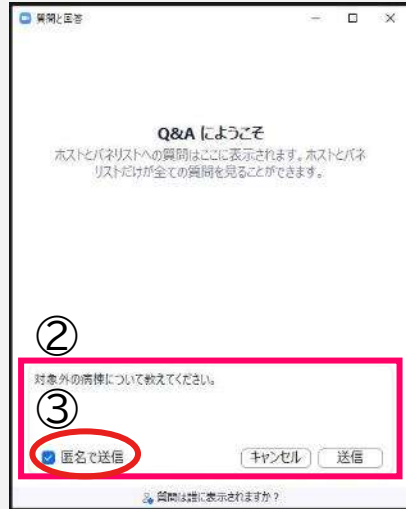 質問と回答
Q&A にようこそ
ホストとパネリストへの質問はここに表示されます。ホストとパネ
リストだけが全ての質問を見ることができます。
②
対象外の病棟について教えてください。
③
匿名で送信 キャンセル 送信
質問は誰に表示されますか?